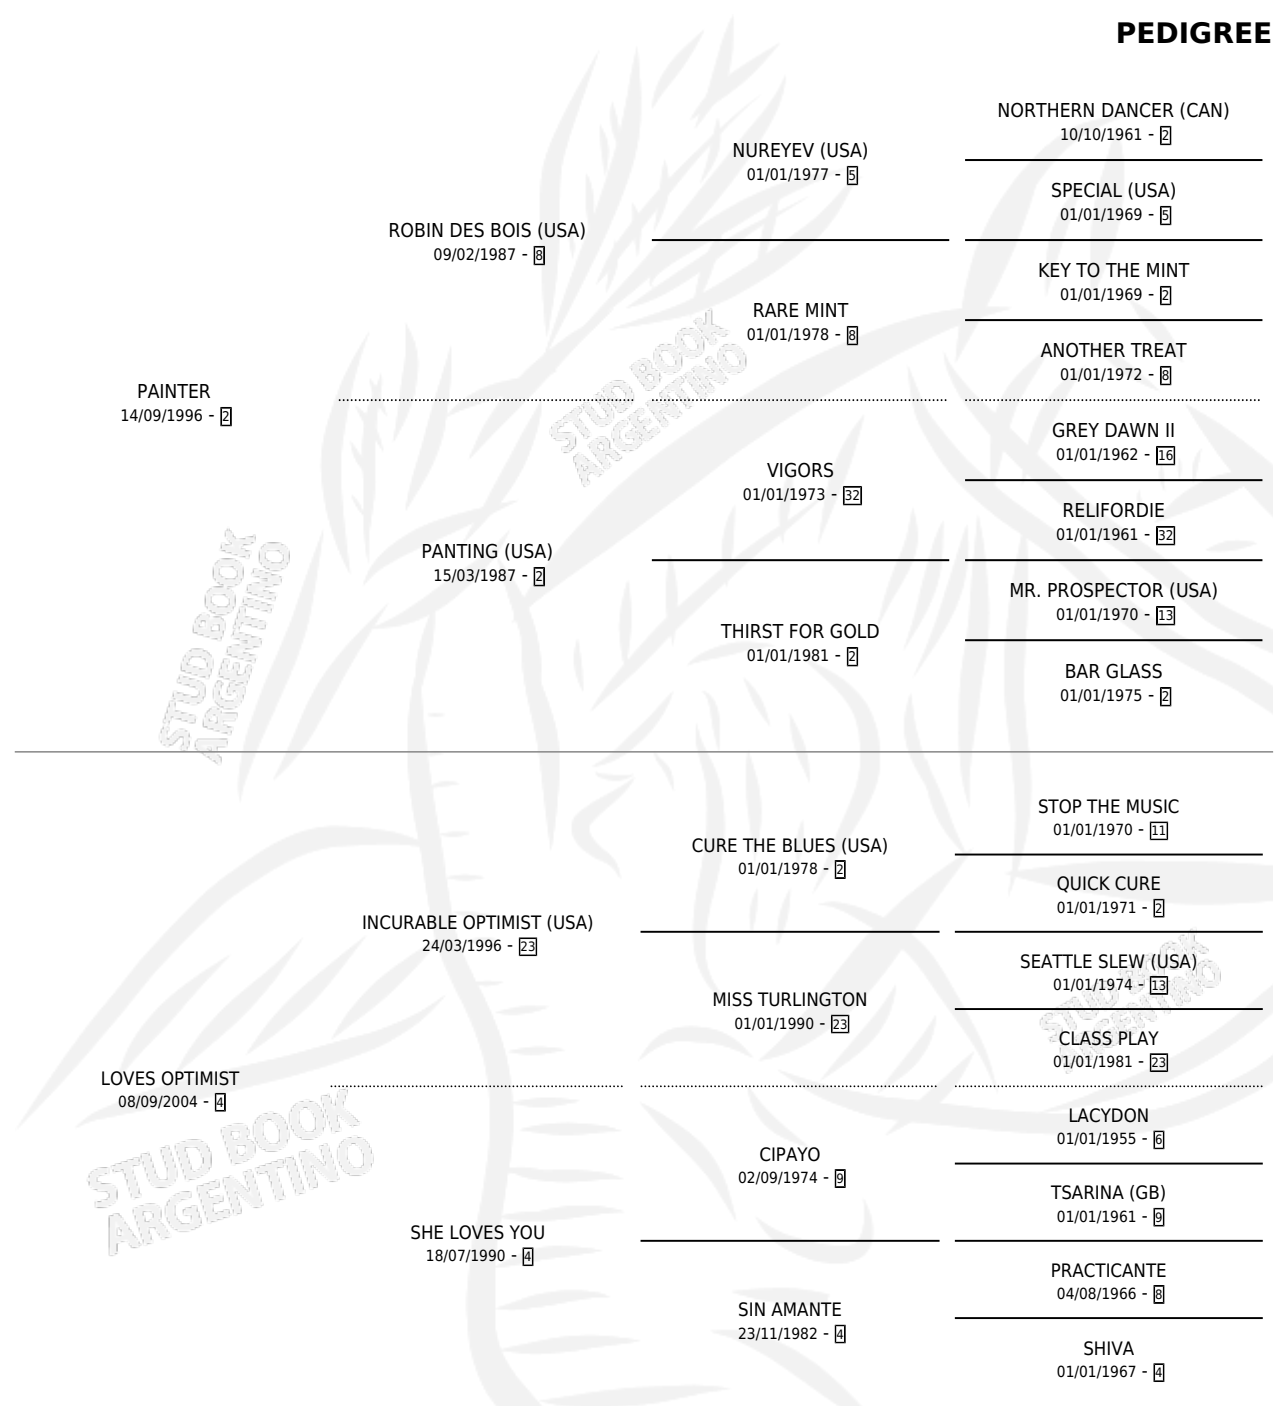 PEDIGREE
NORTHERN DANCER (CAN)
10/10/1961 - 2
NUREYEV (USA)
01/01/1977 - 5
SPECIAL (USA)
01/01/1969 - 5
ROBIN DES BOIS (USA)
09/02/1987 - 8
KEY TO THE MINT
01/01/1969 - 2
RARE MINT
01/01/1978 - 8
ANOTHER TREAT
01/01/1972 - 8
PAINTER
14/09/1996 - 2
GREY DAWN II
01/01/1962 - 16
VIGORS
01/01/1973 - 32
RELIFORDIE
01/01/1961 - 32
PANTING (USA)
15/03/1987 - 2
MR. PROSPECTOR (USA)
01/01/1970 - 13
THIRST FOR GOLD
01/01/1981 - 2
BAR GLASS
01/01/1975 - 2
STOP THE MUSIC
01/01/1970 - 11
CURE THE BLUES (USA)
01/01/1978 - 2
QUICK CURE
01/01/1971 - 2
INCURABLE OPTIMIST (USA)
24/03/1996 - 23
SEATTLE SLEW (USA)
01/01/1974 - 13
MISS TURLINGTON
01/01/1990 - 23
CLASS PLAY
01/01/1981 - 23
LOVES OPTIMIST
08/09/2004 - 4
LACYDON
01/01/1955 - 6
CIPAYO
02/09/1974 - 9
TSARINA (GB)
01/01/1961 - 9
SHE LOVES YOU
18/07/1990 - 4
PRACTICANTE
04/08/1966 - 8
SIN AMANTE
23/11/1982 - 4
SHIVA
01/01/1967 - 4
STUD BOOK
ARGENTINO
STUD BOOK
ARGENTINO
STUD BOOK
ARGENTINO
STUD BOOK
ARGENTINO